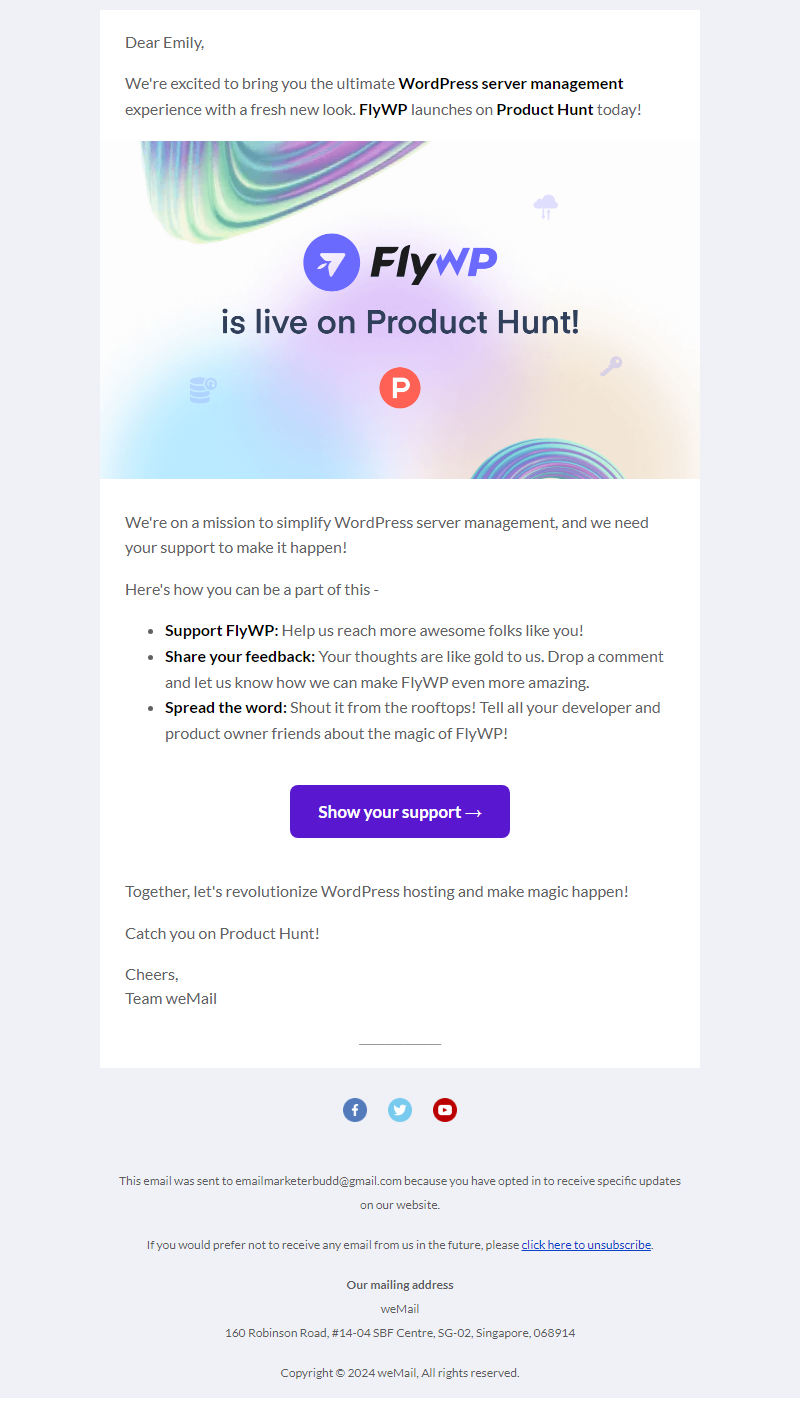 Dear Emily,
We're excited to bring you the ultimate WordPress server management
experience with a fresh new look. FlyWP launches on Product Hunt today!
FlyWP
is live on Product Hunt!
P
We're on a mission to simplify WordPress server management, and we need
your support to make it happen!
Here's how you can be a part of this -
• Support FlyWP: Help us reach more awesome folks like you!
• Share your feedback: Your thoughts are like gold to us. Drop a comment
and let us know how we can make FlyWP even more amazing.
• Spread the word: Shout it from the rooftops! Tell all your developer and
product owner friends about the magic of FlyWP!
Show your support →
Together, let's revolutionize WordPress hosting and make magic happen!
Catch you on Product Hunt!
Cheers,
Team weMail
This email was sent to emailmarketerbudd@gmail.com because you have opted in to receive specific updates
on our website.
If you would prefer not to receive any email from us in the future, please click here to unsubscribe.
Our mailing address
weMail
160 Robinson Road, #14-04 SBF Centre, SG-02, Singapore, 068914
Copyright © 2024 weMail, All rights reserved.